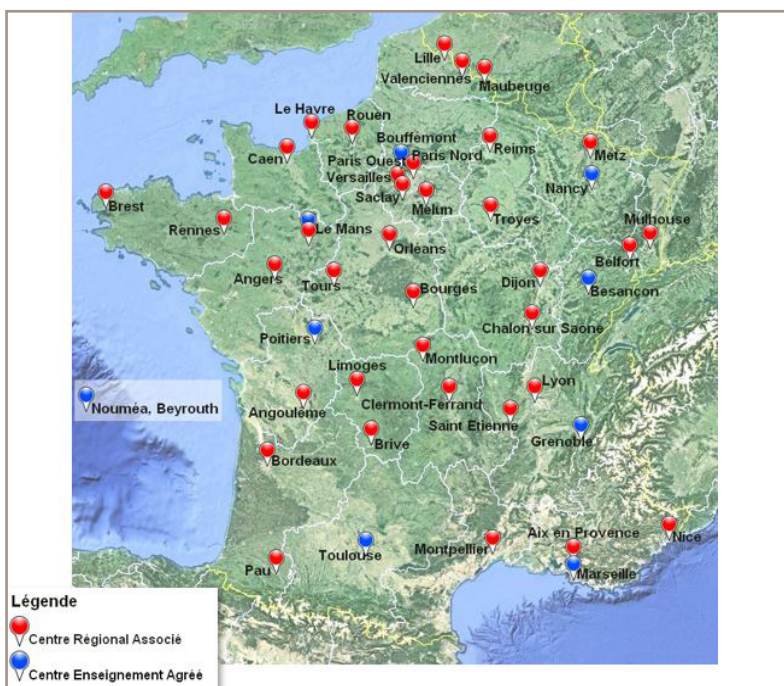 Lille
Valenciennes
Maubeuge
Le Havre
Rouen
Bouffémont
Reims
Metz
Caen
Paris Ouest
Paris Nord
Versailles
Nancy
Saclay
Melun
Brest
Troyes
Mulhouse
Rennes
Le Mans
Orleans
Belfort
Angers
Tours
Dijon
Bourges
Besançon
Chalon sur Saone
Poitiers
Montluçon
Limoges
Lyon
Nouméa, Beyrouth
Angoulème
Clermont-Ferrand
Saint Etienne
Brive
Grenoble
Bordeaux
Aix en Provence
Nice
Toulouse
Montpellier
Pau
Marseille
Légende
Centre Régional Associé
Centre Enseignement Agréé